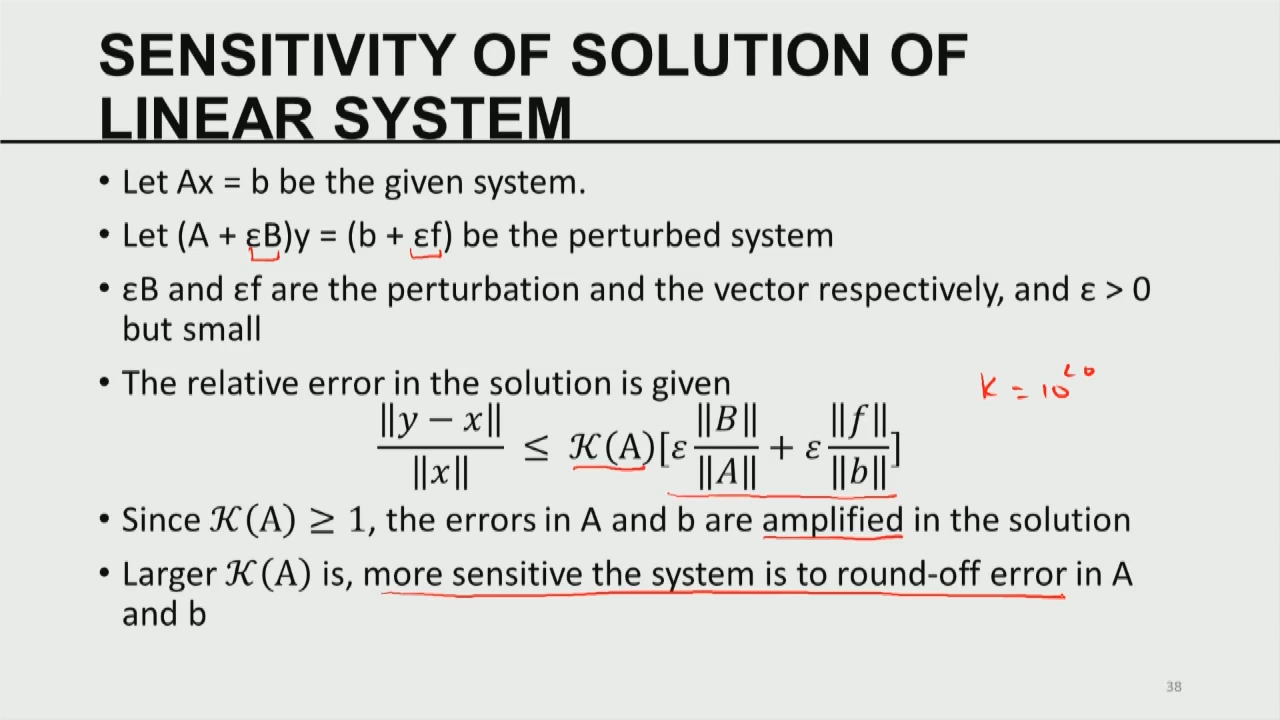 SENSITIVITY OF SOLUTION OF
LINEAR SYSTEM
• Let Ax = b be the given system.
• Let (A + εB)y = (b + εf) be the perturbed system
• εB and εf are the perturbation and the vector respectively, and ε > 0
but small
• The relative error in the solution is given
K = 10^20
‖y − x‖/‖x‖ ≤ 𝒦(A)[ε ‖B‖/‖A‖ + ε ‖f‖/‖b‖]
• Since 𝒦(A) ≥ 1, the errors in A and b are amplified in the solution
• Larger 𝒦(A) is, more sensitive the system is to round-off error in A
and b
38